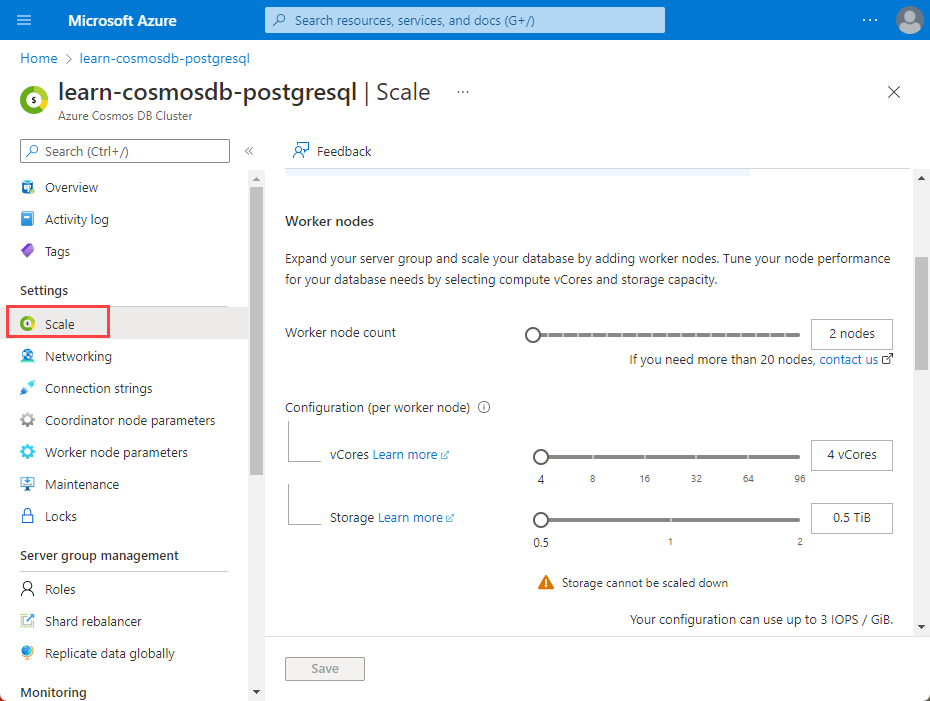 Microsoft Azure
Search resources, services, and docs (G+/)
Home > learn-cosmosdb-postgresql
learn-cosmosdb-postgresql | Scale
Azure Cosmos DB Cluster
Search (Ctrl+/)
Overview
Activity log
Tags
Settings
Scale
Networking
Connection strings
Coordinator node parameters
Worker node parameters
Maintenance
Locks
Server group management
Roles
Shard rebalancer
Replicate data globally
Monitoring
Feedback
Worker nodes
Expand your server group and scale your database by adding worker nodes. Tune your node performance
for your database needs by selecting compute vCores and storage capacity.
Worker node count
2 nodes
If you need more than 20 nodes, contact us
Configuration (per worker node)
vCores Learn more
4 vCores
4 8 16 32 64 96
Storage Learn more
0.5 TiB
0.5 1 2
Storage cannot be scaled down
Your configuration can use up to 3 IOPS / GiB.
Save